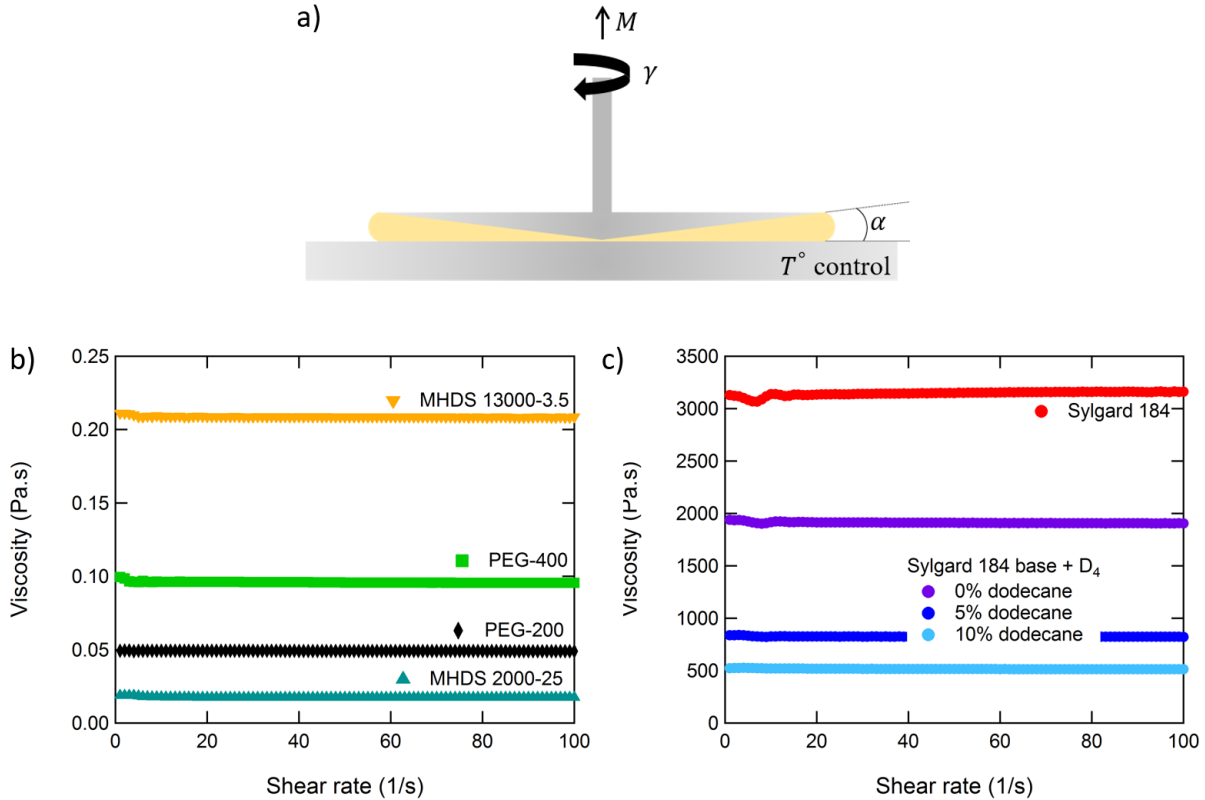 a)
M
γ
α
T° control
b)
0.25
0.20
0.15
0.10
0.05
0.00
Viscosity (Pa.s)
MHDS 13000-3.5
PEG-400
PEG-200
MHDS 2000-25
0 20 40 60 80 100
Shear rate (1/s)
c)
3500
3000
2500
2000
1500
1000
500
0
Viscosity (Pa.s)
Sylgard 184
Sylgard 184 base + D₄
0% dodecane
5% dodecane
10% dodecane
0 20 40 60 80 100
Shear rate (1/s)